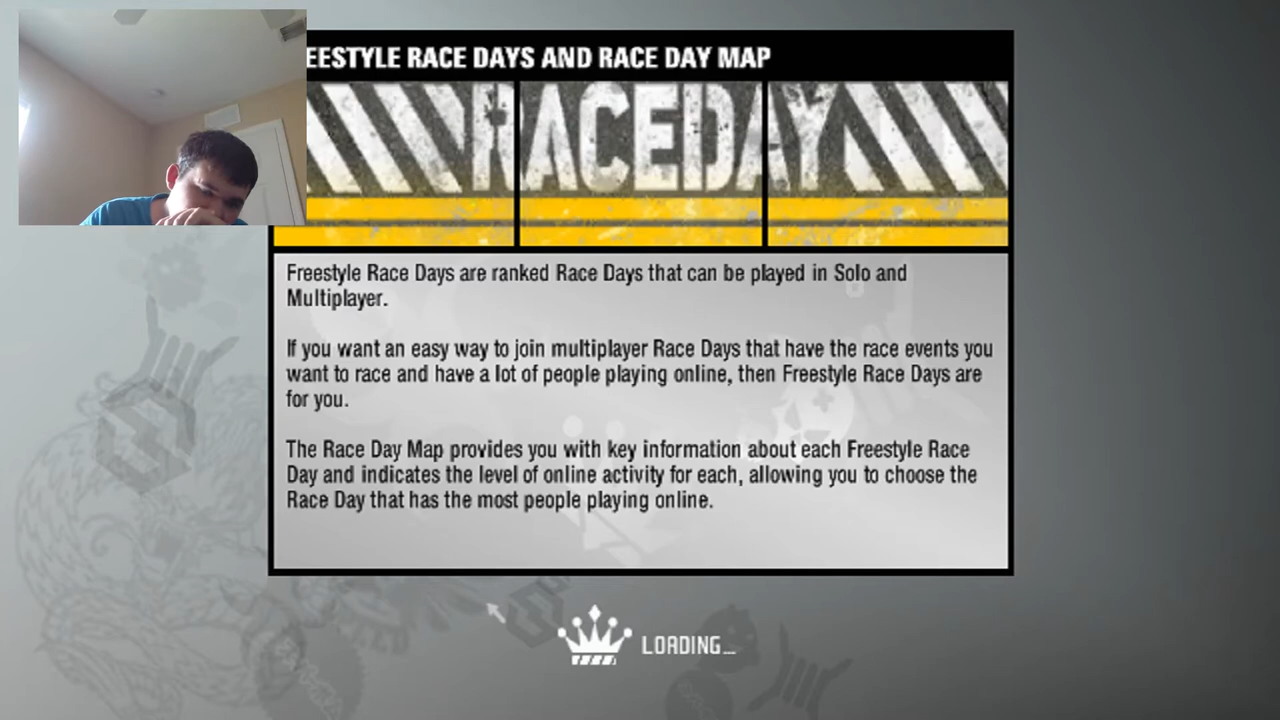 EESTYLE RACE DAYS AND RACE DAY MAP
RACEDAY
Freestyle Race Days are ranked Race Days that can be played in Solo and
Multiplayer.
If you want an easy way to join multiplayer Race Days that have the race events you
want to race and have a lot of people playing online, then Freestyle Race Days are
for you.
The Race Day Map provides you with key information about each Freestyle Race
Day and indicates the level of online activity for each, allowing you to choose the
Race Day that has the most people playing online.
LOADING_